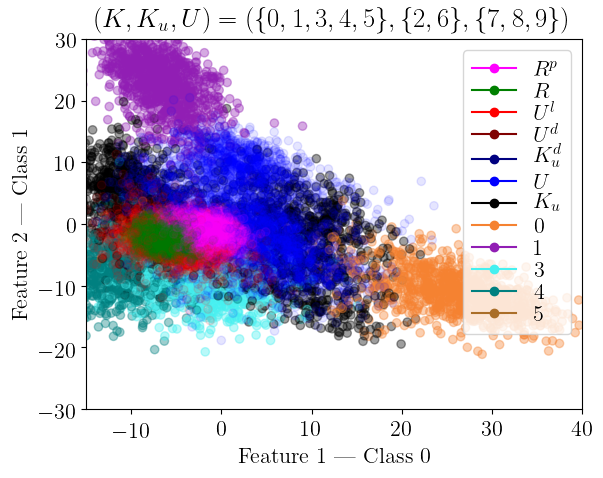 (K, K_u, U) = ({0, 1, 3, 4, 5}, {2, 6}, {7, 8, 9})
30
20
10
0
−10
−20
−30
−10
0
10
20
30
40
Feature 2 — Class 1
Feature 1 — Class 0
R^p
R
U^l
U^d
K_u^d
U
K_u
0
1
3
4
5